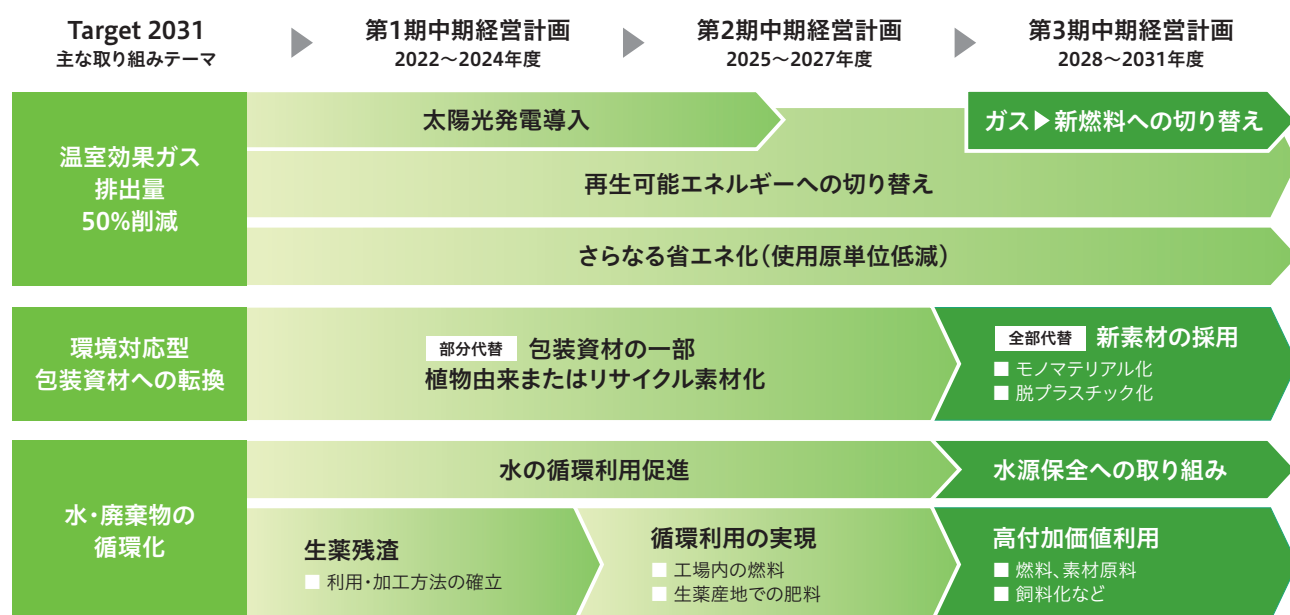 Target 2031
主な取り組みテーマ
第1期中期経営計画
2022〜2024年度
第2期中期経営計画
2025〜2027年度
第3期中期経営計画
2028〜2031年度
温室効果ガス
排出量
50%削減
太陽光発電導入
ガス▶新燃料への切り替え
再生可能エネルギーへの切り替え
さらなる省エネ化(使用原単位低減)
環境対応型
包装資材への転換
部分代替 包装資材の一部
植物由来またはリサイクル素材化
全部代替 新素材の採用
■ モノマテリアル化
■ 脱プラスチック化
水・廃棄物の
循環化
水の循環利用促進
水源保全への取り組み
生薬残渣
■ 利用・加工方法の確立
循環利用の実現
■ 工場内の燃料
■ 生薬産地での肥料
高付加価値利用
■ 燃料、素材原料
■ 飼料化など